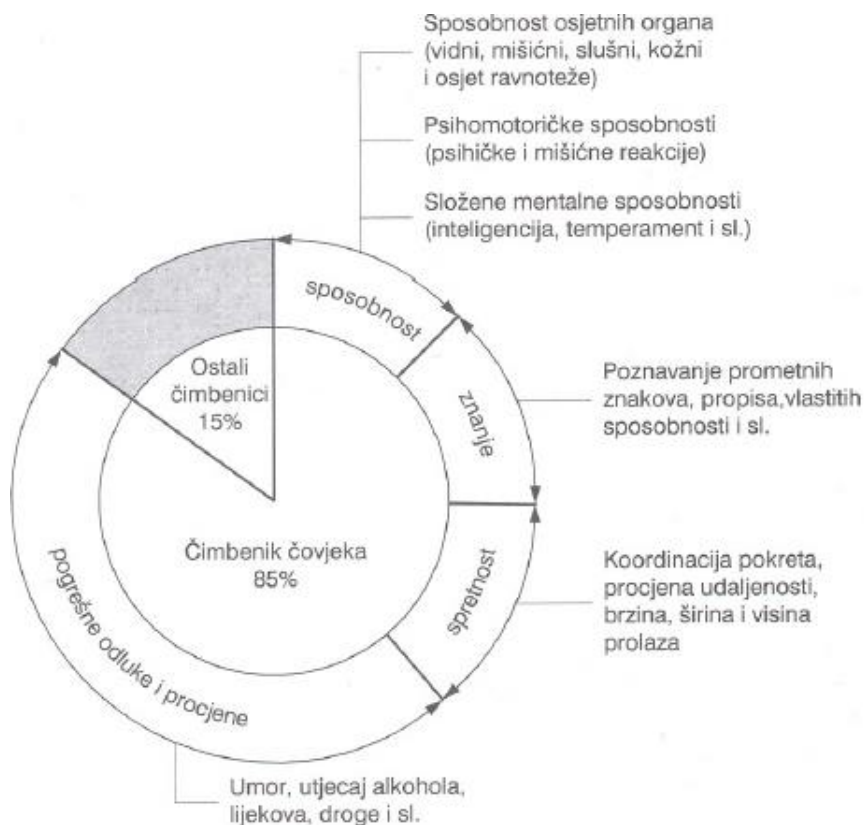 Sposobnost osjetnih organa
(vidni, mišićni, slušni, kožni
i osjet ravnoteže)
Psihomotoričke sposobnosti
(psihičke i mišićne reakcije)
Složene mentalne sposobnosti
(inteligencija, temperament i sl.)
sposobnost
Ostali
čimbenici
15%
znanje
Poznavanje prometnih
znakova, propisa,vlastitih
sposobnosti i sl.
Čimbenik čovjeka
85%
spretnost
Koordinacija pokreta,
procjena udaljenosti,
brzina, širina i visina
prolaza
pogrešne odluke i procjene
Umor, utjecaj alkohola,
lijekova, droge i sl.